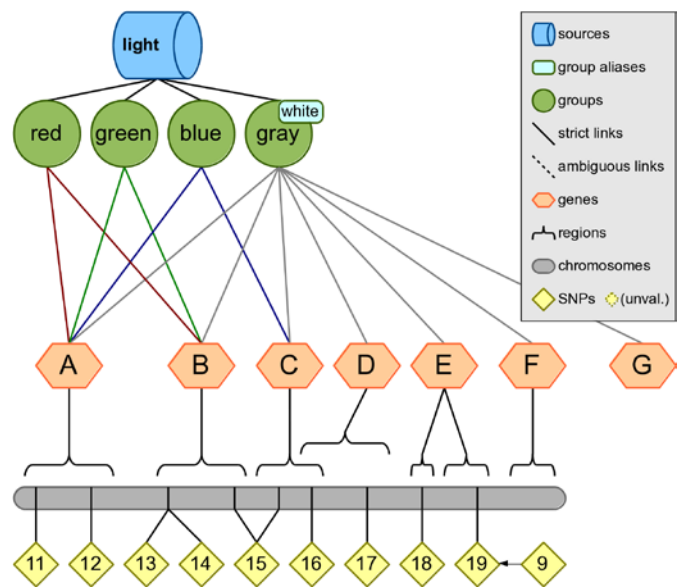 light
sources
group aliases
groups
strict links
ambiguous links
genes
regions
chromosomes
SNPs (unval.)
white
red green blue gray
A B C D E F G
11 12 13 14 15 16 17 18 19 9